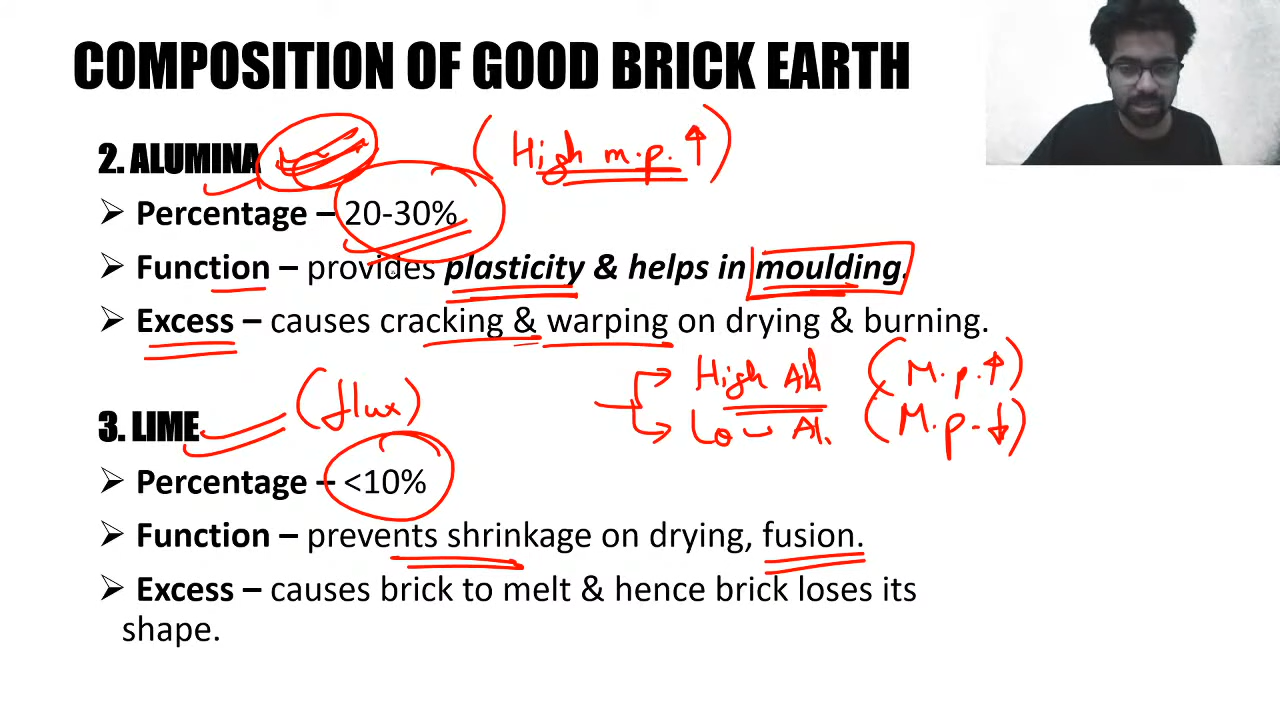 COMPOSITION OF GOOD BRICK EARTH
2. ALUMINA (High m.p. ↑)
➢ Percentage – 20-30%
➢ Function – provides plasticity & helps in moulding.
➢ Excess – causes cracking & warping on drying & burning.
High Al (M.p. ↑)
Low Al. (M.p. ↓)
3. LIME (flux)
➢ Percentage – <10%
➢ Function – prevents shrinkage on drying, fusion.
➢ Excess – causes brick to melt & hence brick loses its
shape.